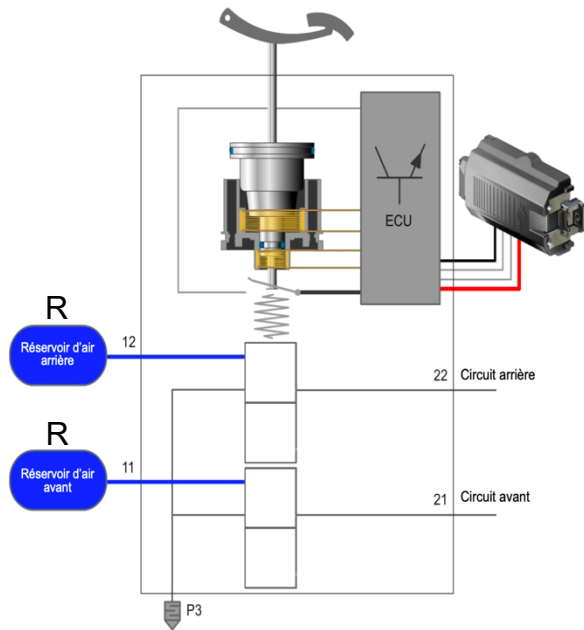 ECU
R
Réservoir d'air
arrière
12
22 Circuit arrière
R
Réservoir d'air
avant
11
21 Circuit avant
P3